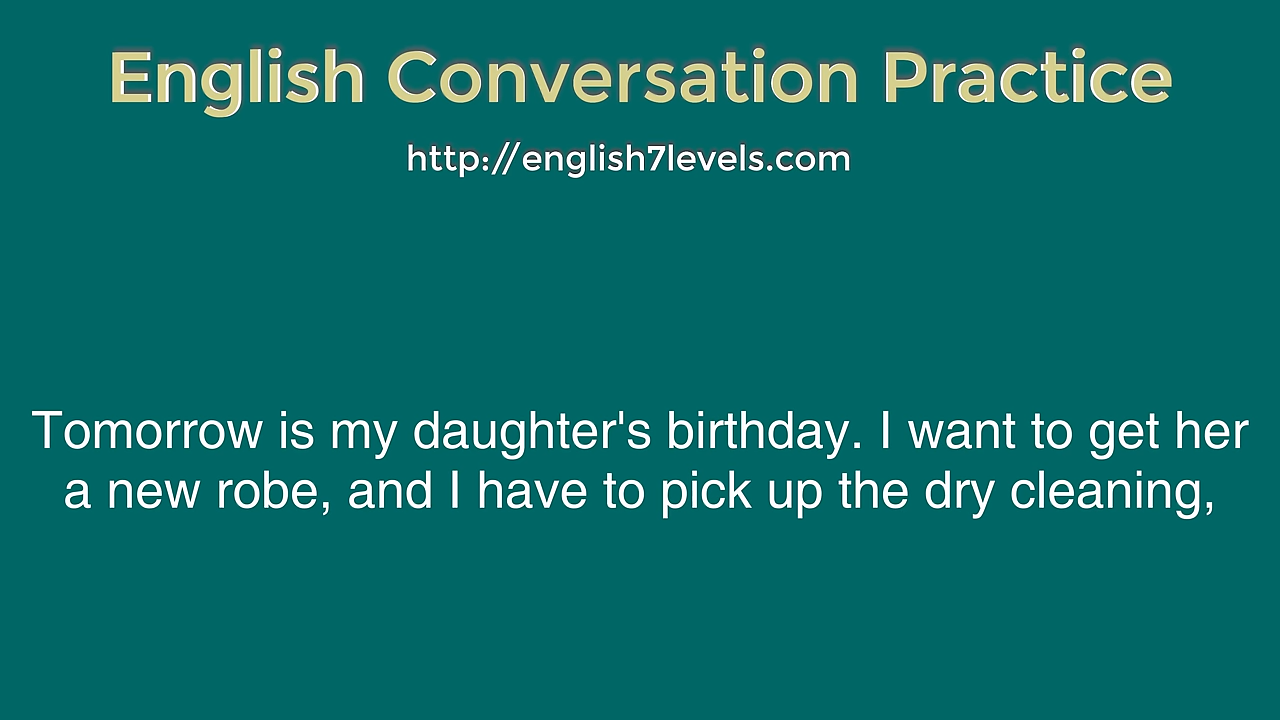 English Conversation Practice
http://english7levels.com
Tomorrow is my daughter's birthday. I want to get her
a new robe, and I have to pick up the dry cleaning,